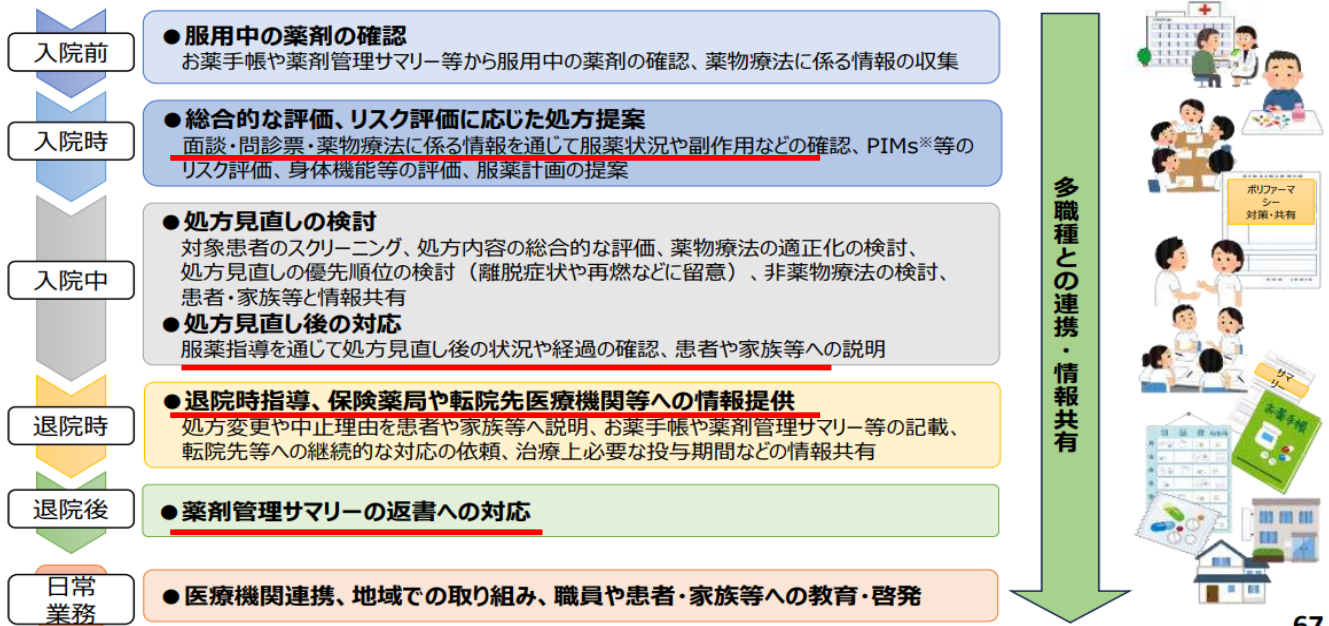 入院前
●服用中の薬剤の確認
お薬手帳や薬剤管理サマリー等から服用中の薬剤の確認、薬物療法に係る情報の収集
入院時
●総合的な評価、リスク評価に応じた処方提案
面談・問診票・薬物療法に係る情報を通じて服薬状況や副作用などの確認、PIMs※等の
リスク評価、身体機能等の評価、服薬計画の提案
入院中
●処方見直しの検討
対象患者のスクリーニング、処方内容の総合的な評価、薬物療法の適正化の検討、
処方見直しの優先順位の検討（離脱症状や再燃などに留意）、非薬物療法の検討、
患者・家族等と情報共有
●処方見直し後の対応
服薬指導を通じて処方見直し後の状況や経過の確認、患者や家族等への説明
退院時
●退院時指導、保険薬局や転院先医療機関等への情報提供
処方変更や中止理由を患者や家族等へ説明、お薬手帳や薬剤管理サマリー等の記載、
転院先等への継続的な対応の依頼、治療上必要な投与期間などの情報共有
退院後
●薬剤管理サマリーの返書への対応
日常
業務
●医療機関連携、地域での取り組み、職員や患者・家族等への教育・啓発
多職種との連携・情報共有
ポリファーマ
シー
対策・共有
サマ
リー
お薬手帳
67